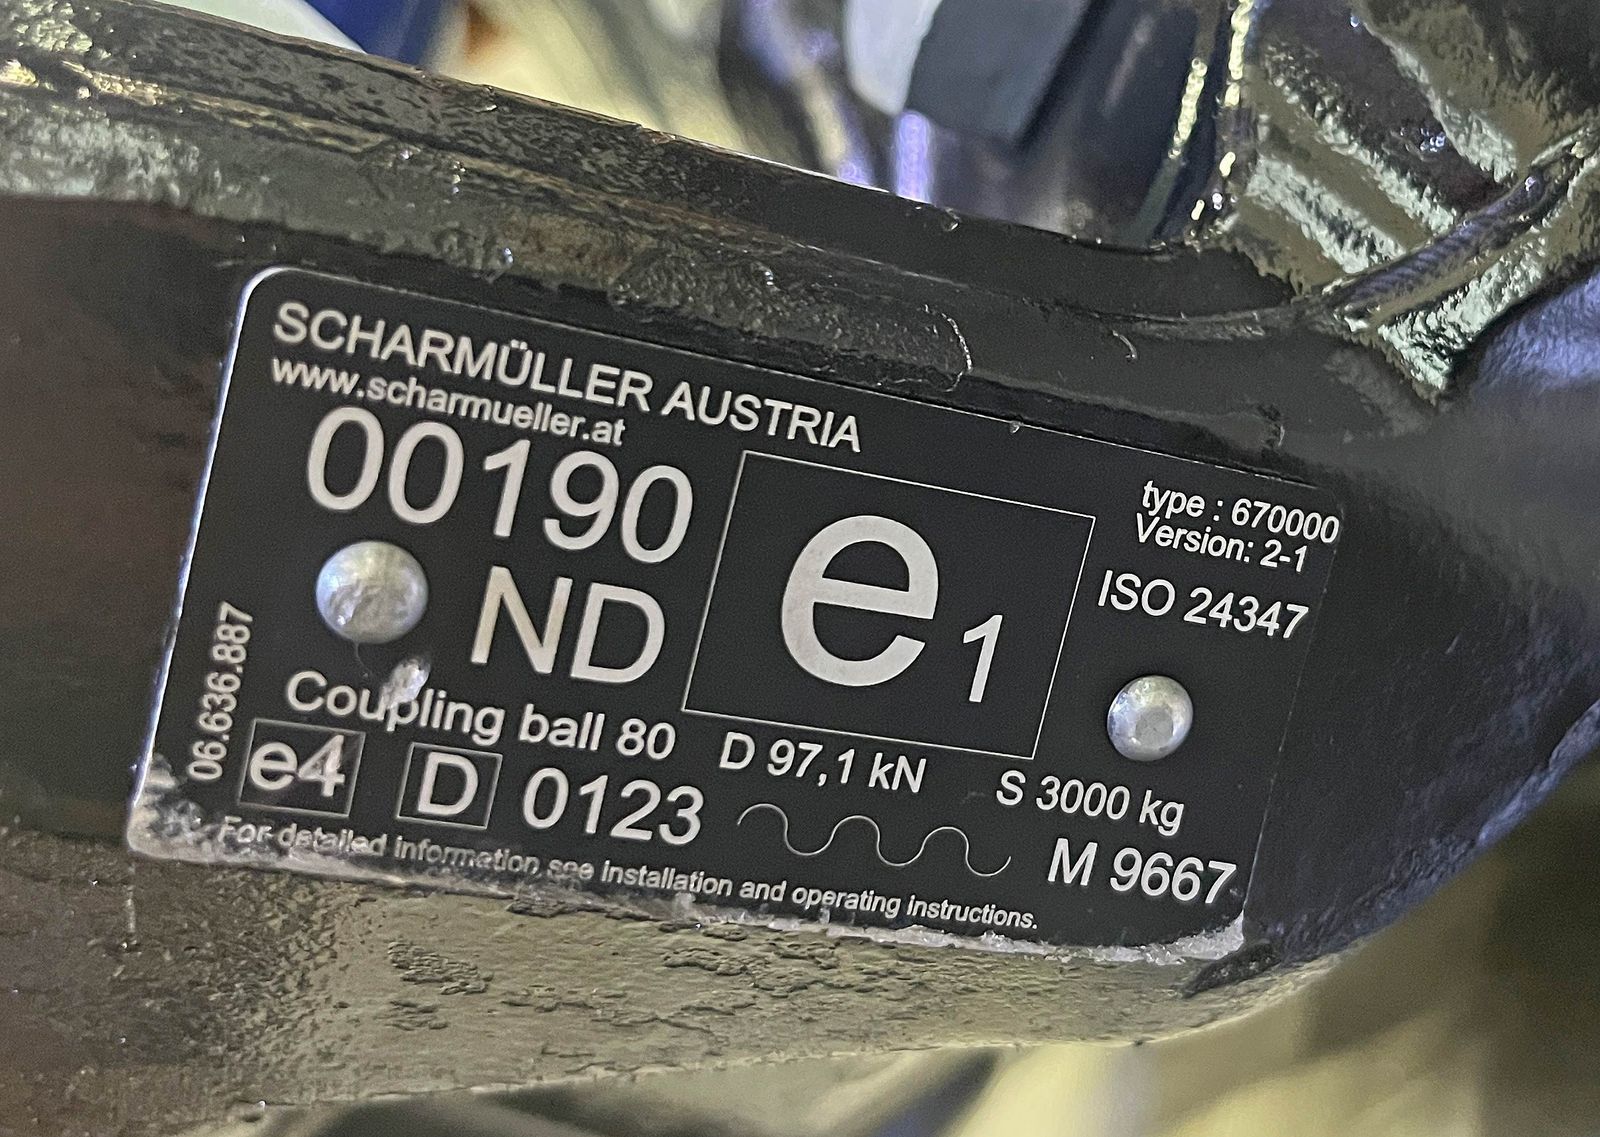 SCHARMÜLLER AUSTRIA
www.scharmueller.at
00190
ND
e1
type : 670000
Version: 2-1
ISO 24347
06.636.887
Coupling ball 80
D 97,1 kN
S 3000 kg
e4 D 0123
M 9667
For detailed information see installation and operating instructions.